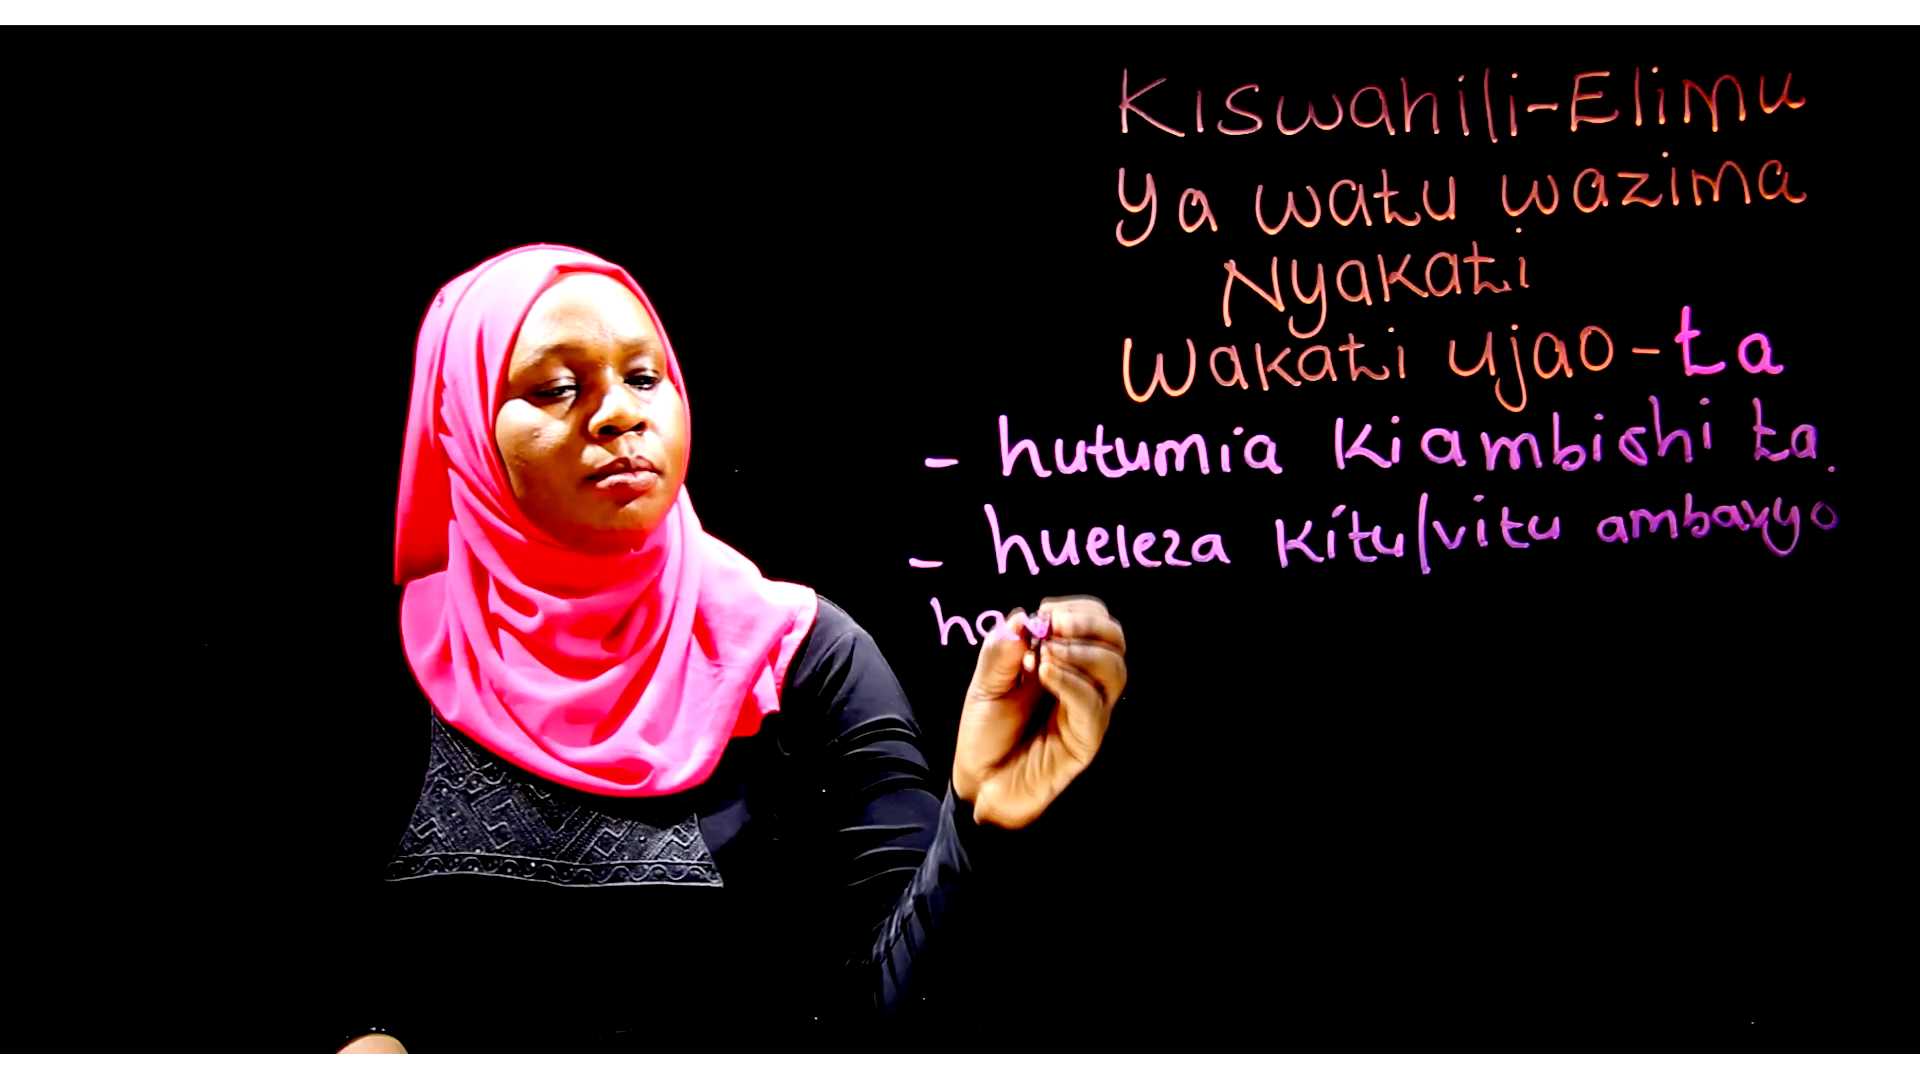 Kiswahili-Elimu
Ya watu wazima
Nyakati
Wakati ujao-ta
- hutumia kiambishi ta.
- hueleza kitu/vitu ambavyo